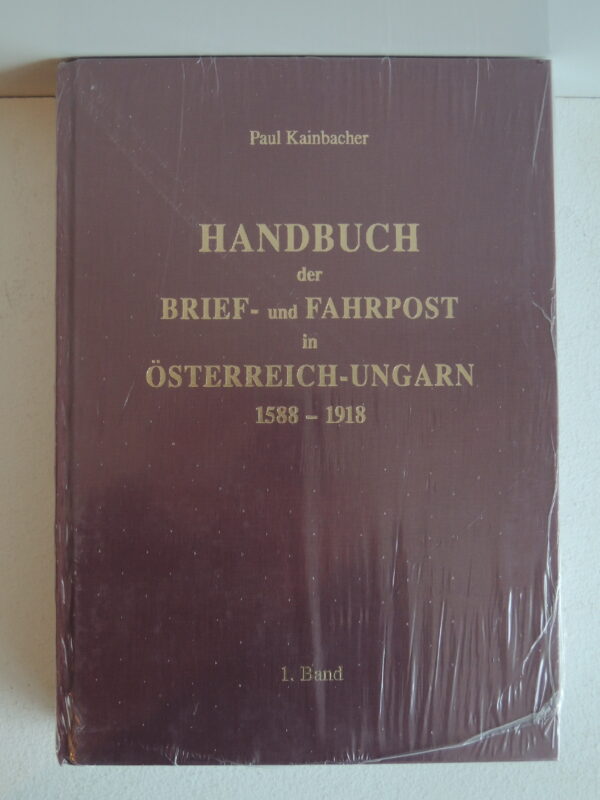 Paul Kainbacher
HANDBUCH
der
BRIEF- und FAHRPOST
in
ÖSTERREICH-UNGARN
1588 – 1918
1. Band